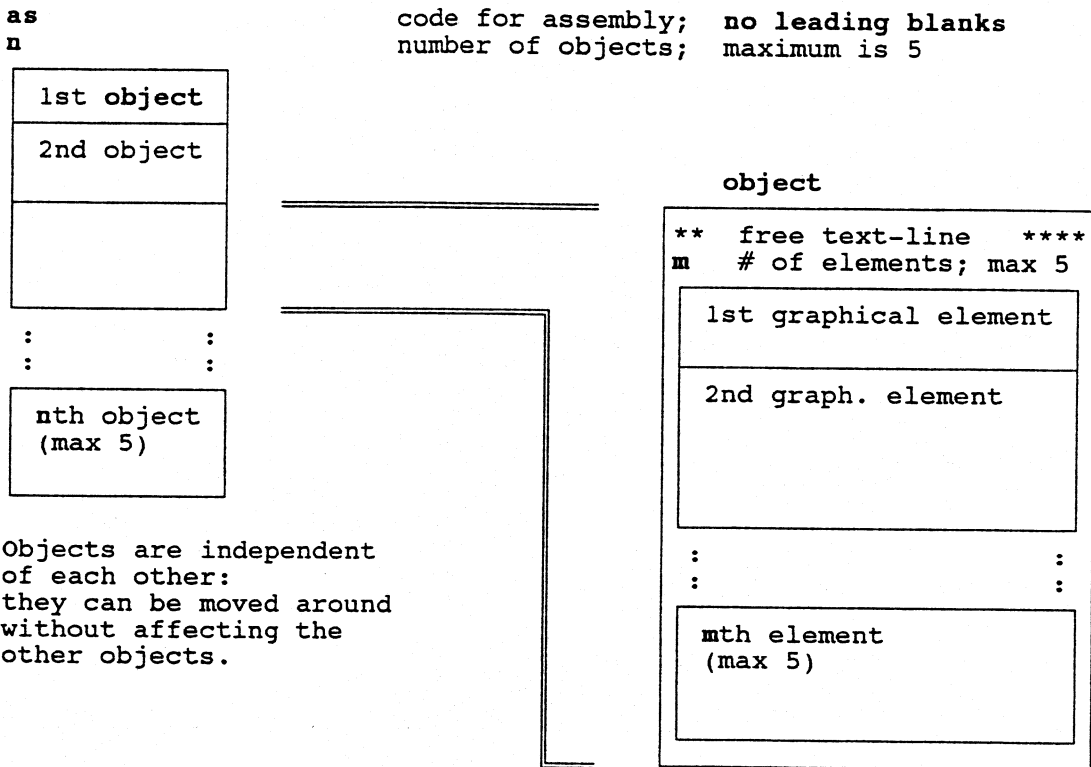 as
n
code for assembly; no leading blanks
number of objects; maximum is 5
1st object
2nd object
: :
: :
nth object
(max 5)
Objects are independent
of each other:
they can be moved around
without affecting the
other objects.
object
** free text-line ****
m # of elements; max 5
1st graphical element
2nd graph. element
: :
: :
mth element
(max 5)